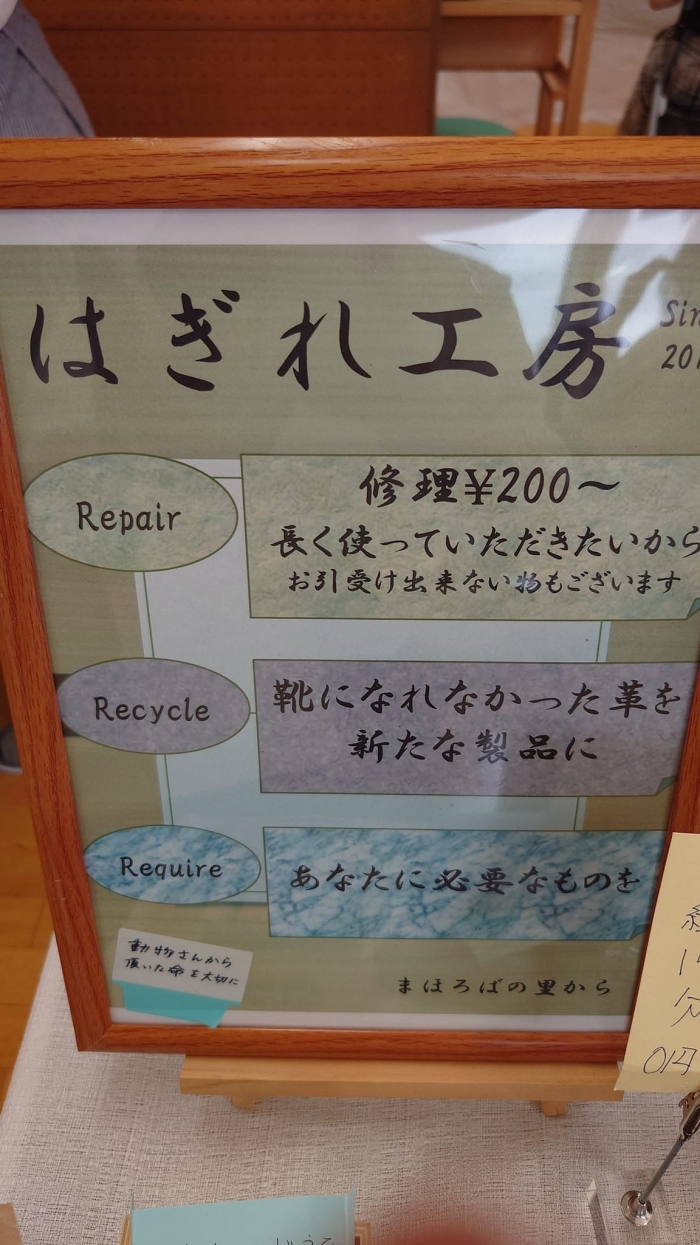 はぎれ工房
Repair
修理¥200〜
長く使っていただきたいから
お引受け出来ない物もございます
Recycle
靴になれなかった革を
新たな製品に
Require
あなたに必要なものを
動物さんから
頂いた命を大切に
まほろばの里から